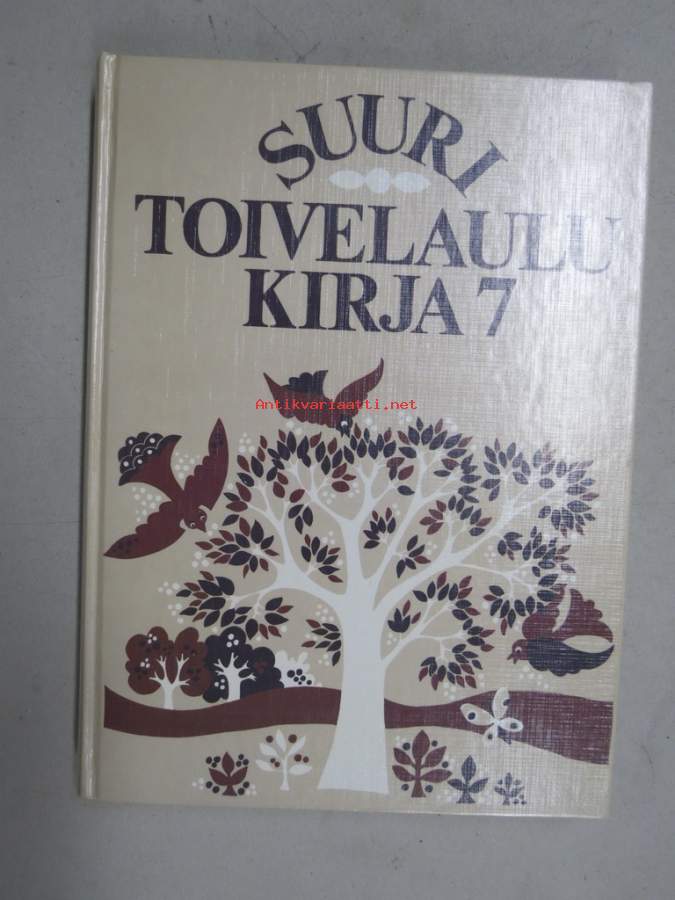 SUURI
TOIVELAULU
KIRJA 7
Antikvariaatti.net